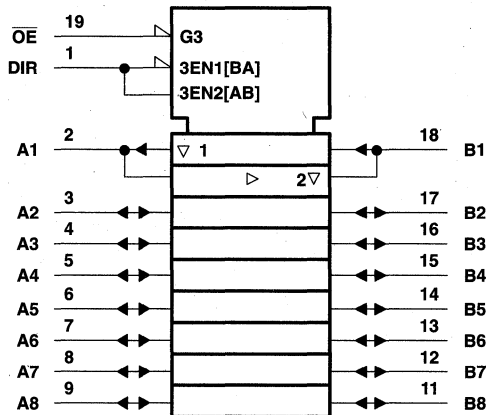 OE 19 G3
DIR 1 3EN1[BA]
3EN2[AB]
A1 2 ▽ 1 18 B1
▷ 2▽
A2 3 17 B2
A3 4 16 B3
A4 5 15 B4
A5 6 14 B5
A6 7 13 B6
A7 8 12 B7
A8 9 11 B8